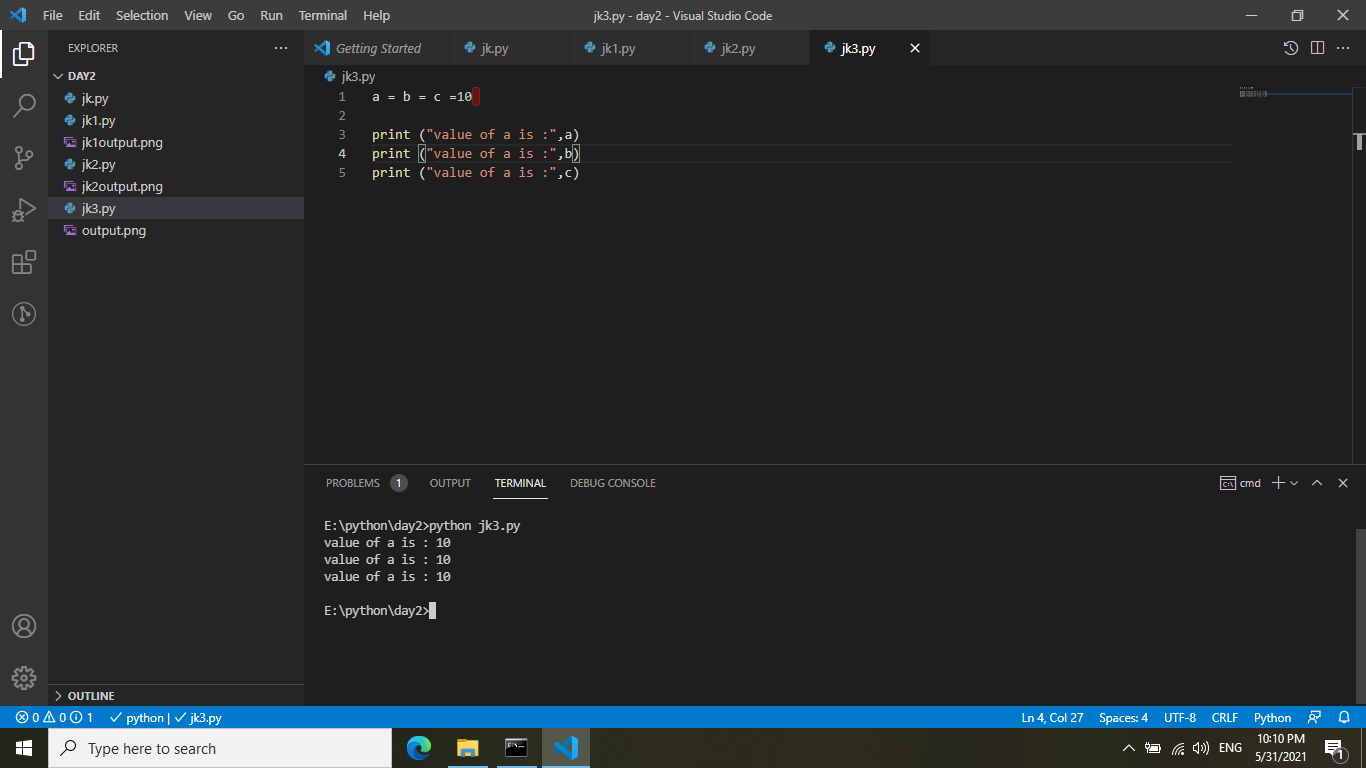 File Edit Selection View Go Run Terminal Help
jk3.py - day2 - Visual Studio Code
EXPLORER
DAY2
jk.py
jk1.py
jk1output.png
jk2.py
jk2output.png
jk3.py
output.png
OUTLINE
Getting Started
jk.py
jk1.py
jk2.py
jk3.py
jk3.py
1 a = b = c =10
2
3 print ("value of a is :",a)
4 print ("value of a is :",b)
5 print ("value of a is :",c)
PROBLEMS 1 OUTPUT TERMINAL DEBUG CONSOLE
cmd
E:\python\day2>python jk3.py
value of a is : 10
value of a is : 10
value of a is : 10
E:\python\day2>
0 0 1 python | jk3.py
Ln 4, Col 27 Spaces: 4 UTF-8 CRLF Python
Type here to search
ENG
10:10 PM
5/31/2021
1